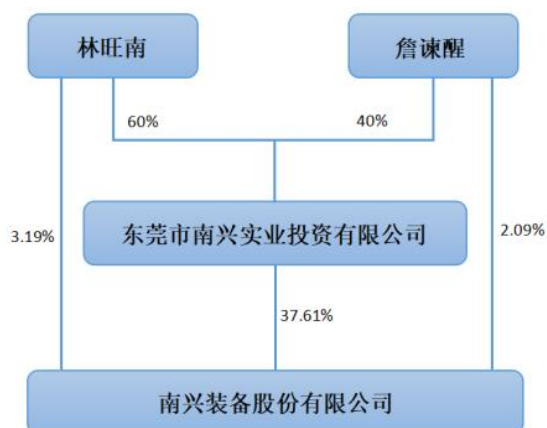 林旺南
詹谏醒
60%
40%
东莞市南兴实业投资有限公司
3.19%
2.09%
37.61%
南兴装备股份有限公司